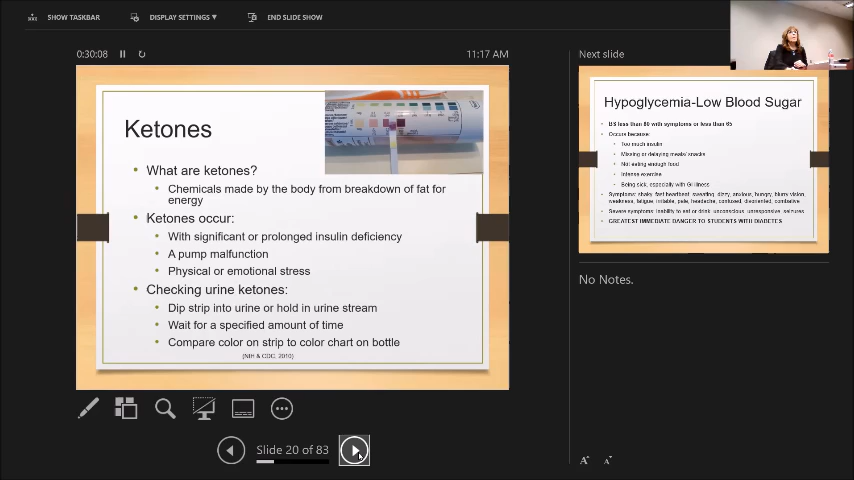 SHOW TASKBAR
DISPLAY SETTINGS ▼
END SLIDE SHOW
0:30:08
11:17 AM
Ketones
• What are ketones?
• Chemicals made by the body from breakdown of fat for
energy
• Ketones occur:
• With significant or prolonged insulin deficiency
• A pump malfunction
• Physical or emotional stress
• Checking urine ketones:
• Dip strip into urine or hold in urine stream
• Wait for a specified amount of time
• Compare color on strip to color chart on bottle
(NIH & CDC, 2010)
Slide 20 of 83
Next slide
Hypoglycemia-Low Blood Sugar
• BS less than 80 with symptoms or less than 65
• Occurs because:
• Too much insulin
• Missing or delaying meals/ snacks
• Not eating enough food
• Intense exercise
• Being sick, especially with GI illness
• Symptoms: shaky, fast heartbeat, sweating, dizzy, anxious, hungry, blurry vision,
weakness, fatigue, irritable, pale, headache, confused, disoriented, combative
• Severe symptoms: inability to eat or drink, unconscious, unresponsive, seizures
• GREATEST IMMEDIATE DANGER TO STUDENTS WITH DIABETES
No Notes.
A A